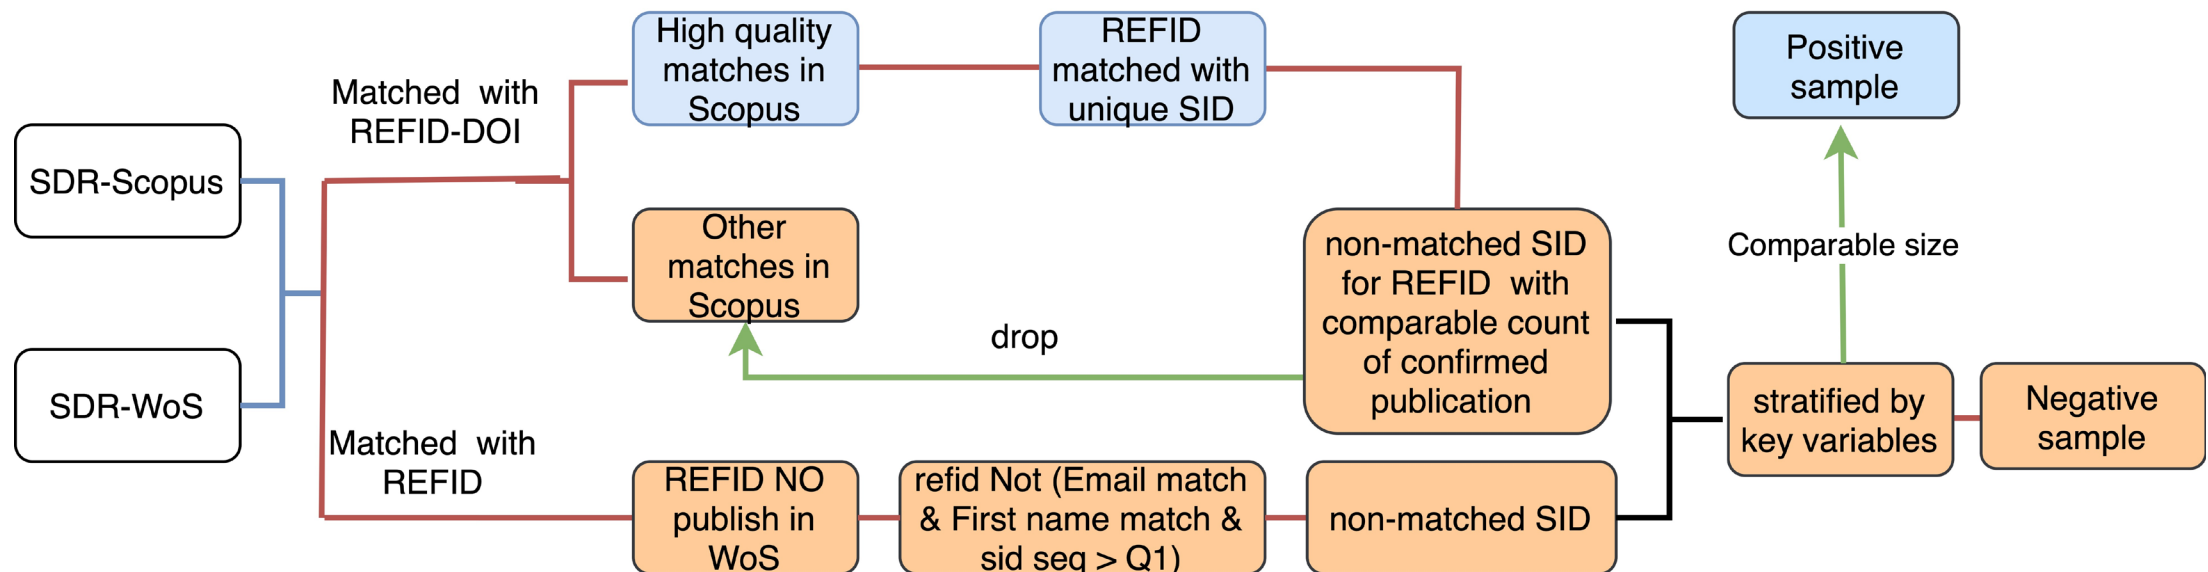 High quality
matches in
Scopus
REFID
matched with
unique SID
Positive
sample
Matched with
REFID-DOI
SDR-Scopus
Other
matches in
Scopus
non-matched SID
for REFID with
comparable count
of confirmed
publication
Comparable size
drop
SDR-WoS
stratified by
key variables
Negative
sample
Matched with
REFID
REFID NO
publish in
WoS
refid Not (Email match
& First name match &
sid seq > Q1)
non-matched SID